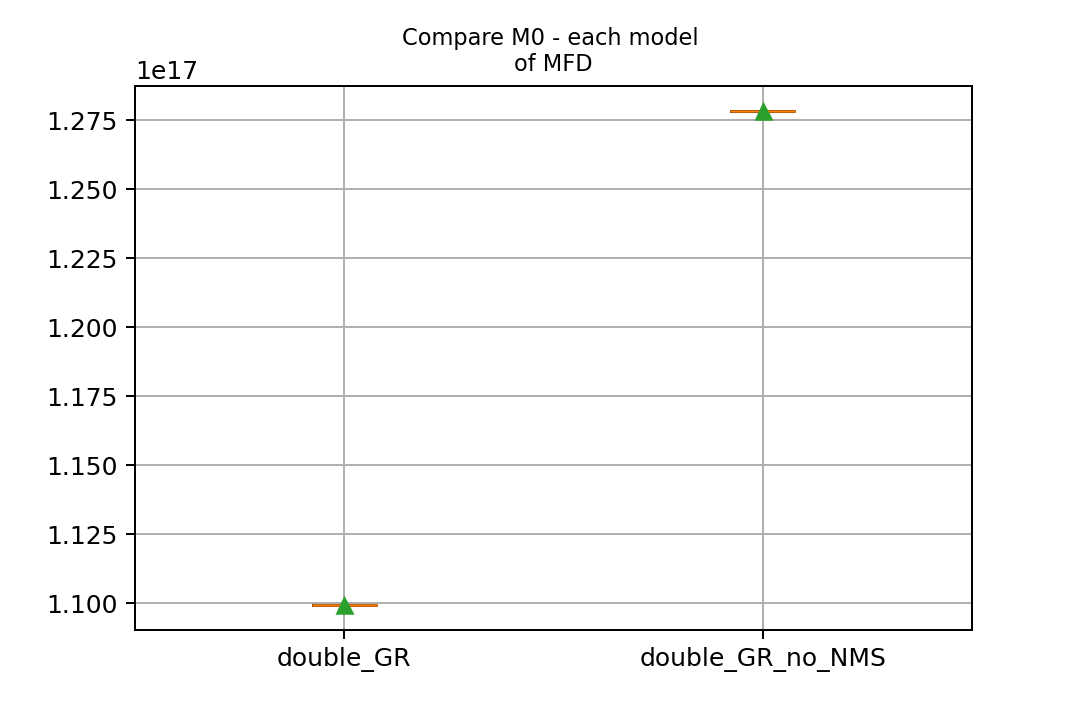 Compare M0 - each model
of MFD
1e17
1.275
1.250
1.225
1.200
1.175
1.150
1.125
1.100
double_GR
double_GR_no_NMS